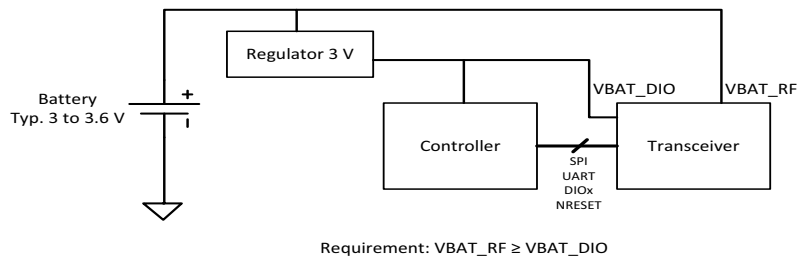 Regulator 3 V
Battery
Typ. 3 to 3.6 V
+
VBAT_DIO
VBAT_RF
Controller
Transceiver
SPI
UART
DIOx
NRESET
Requirement: VBAT_RF ≥ VBAT_DIO